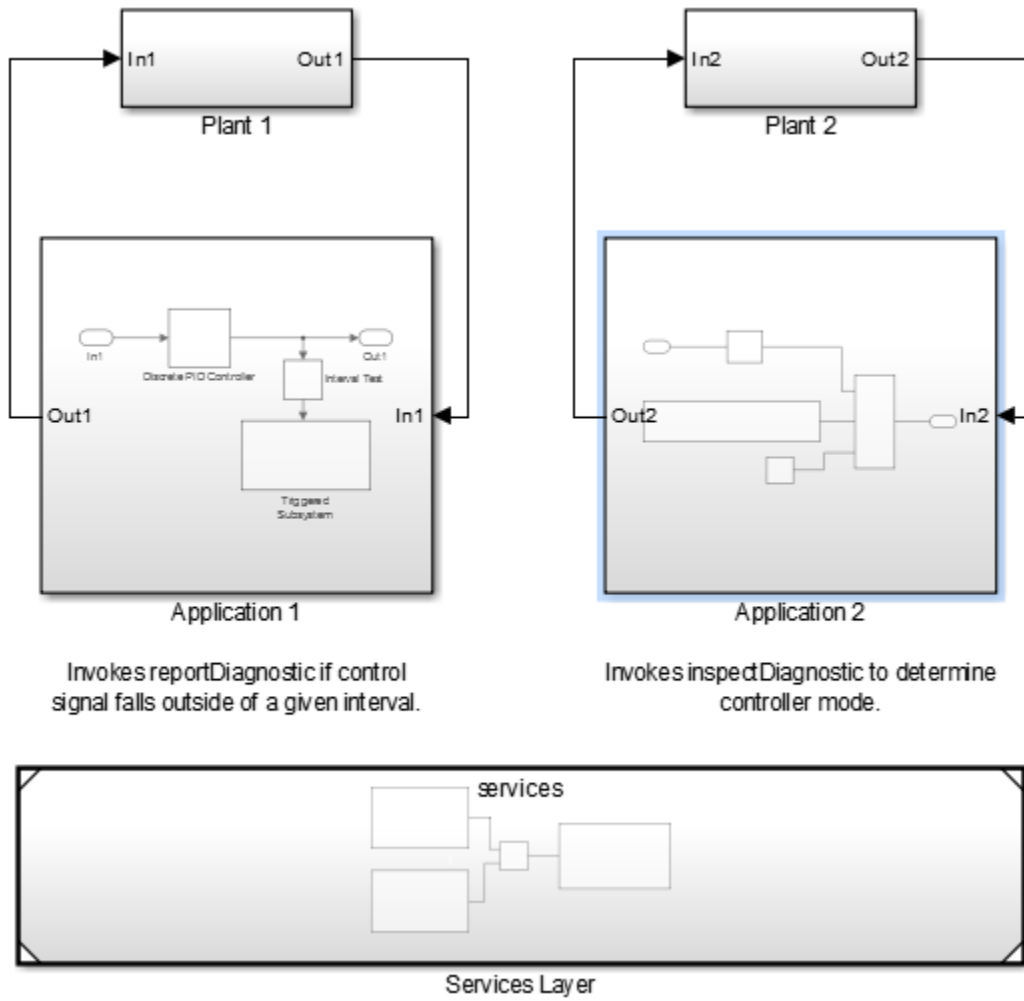 In1
Out1
Plant 1
In2
Out2
Plant 2
In1
Out1
Discrete PID Controller
Interval Test
Triggered
Subsystem
Out1
In1
Application 1
Out2
In2
Application 2
Invokes reportDiagnostic if control
signal falls outside of a given interval.
Invokes inspectDiagnostic to determine
controller mode.
services
Services Layer